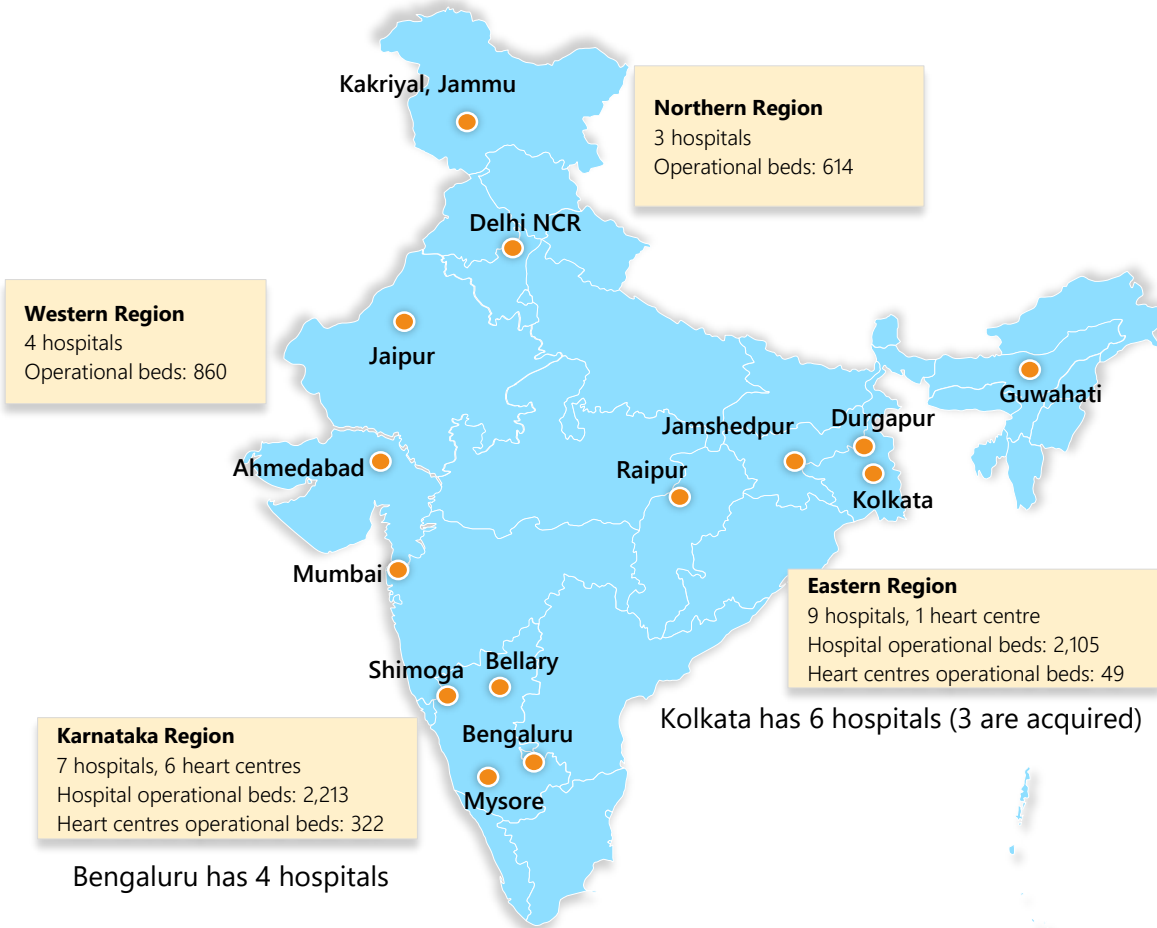 Kakriyal, Jammu
Northern Region
3 hospitals
Operational beds: 614
Delhi NCR
Western Region
4 hospitals
Operational beds: 860
Jaipur
Guwahati
Durgapur
Jamshedpur
Ahmedabad
Raipur
Kolkata
Mumbai
Eastern Region
9 hospitals, 1 heart centre
Hospital operational beds: 2,105
Heart centres operational beds: 49
Shimoga
Bellary
Kolkata has 6 hospitals (3 are acquired)
Karnataka Region
7 hospitals, 6 heart centres
Hospital operational beds: 2,213
Heart centres operational beds: 322
Bengaluru
Mysore
Bengaluru has 4 hospitals